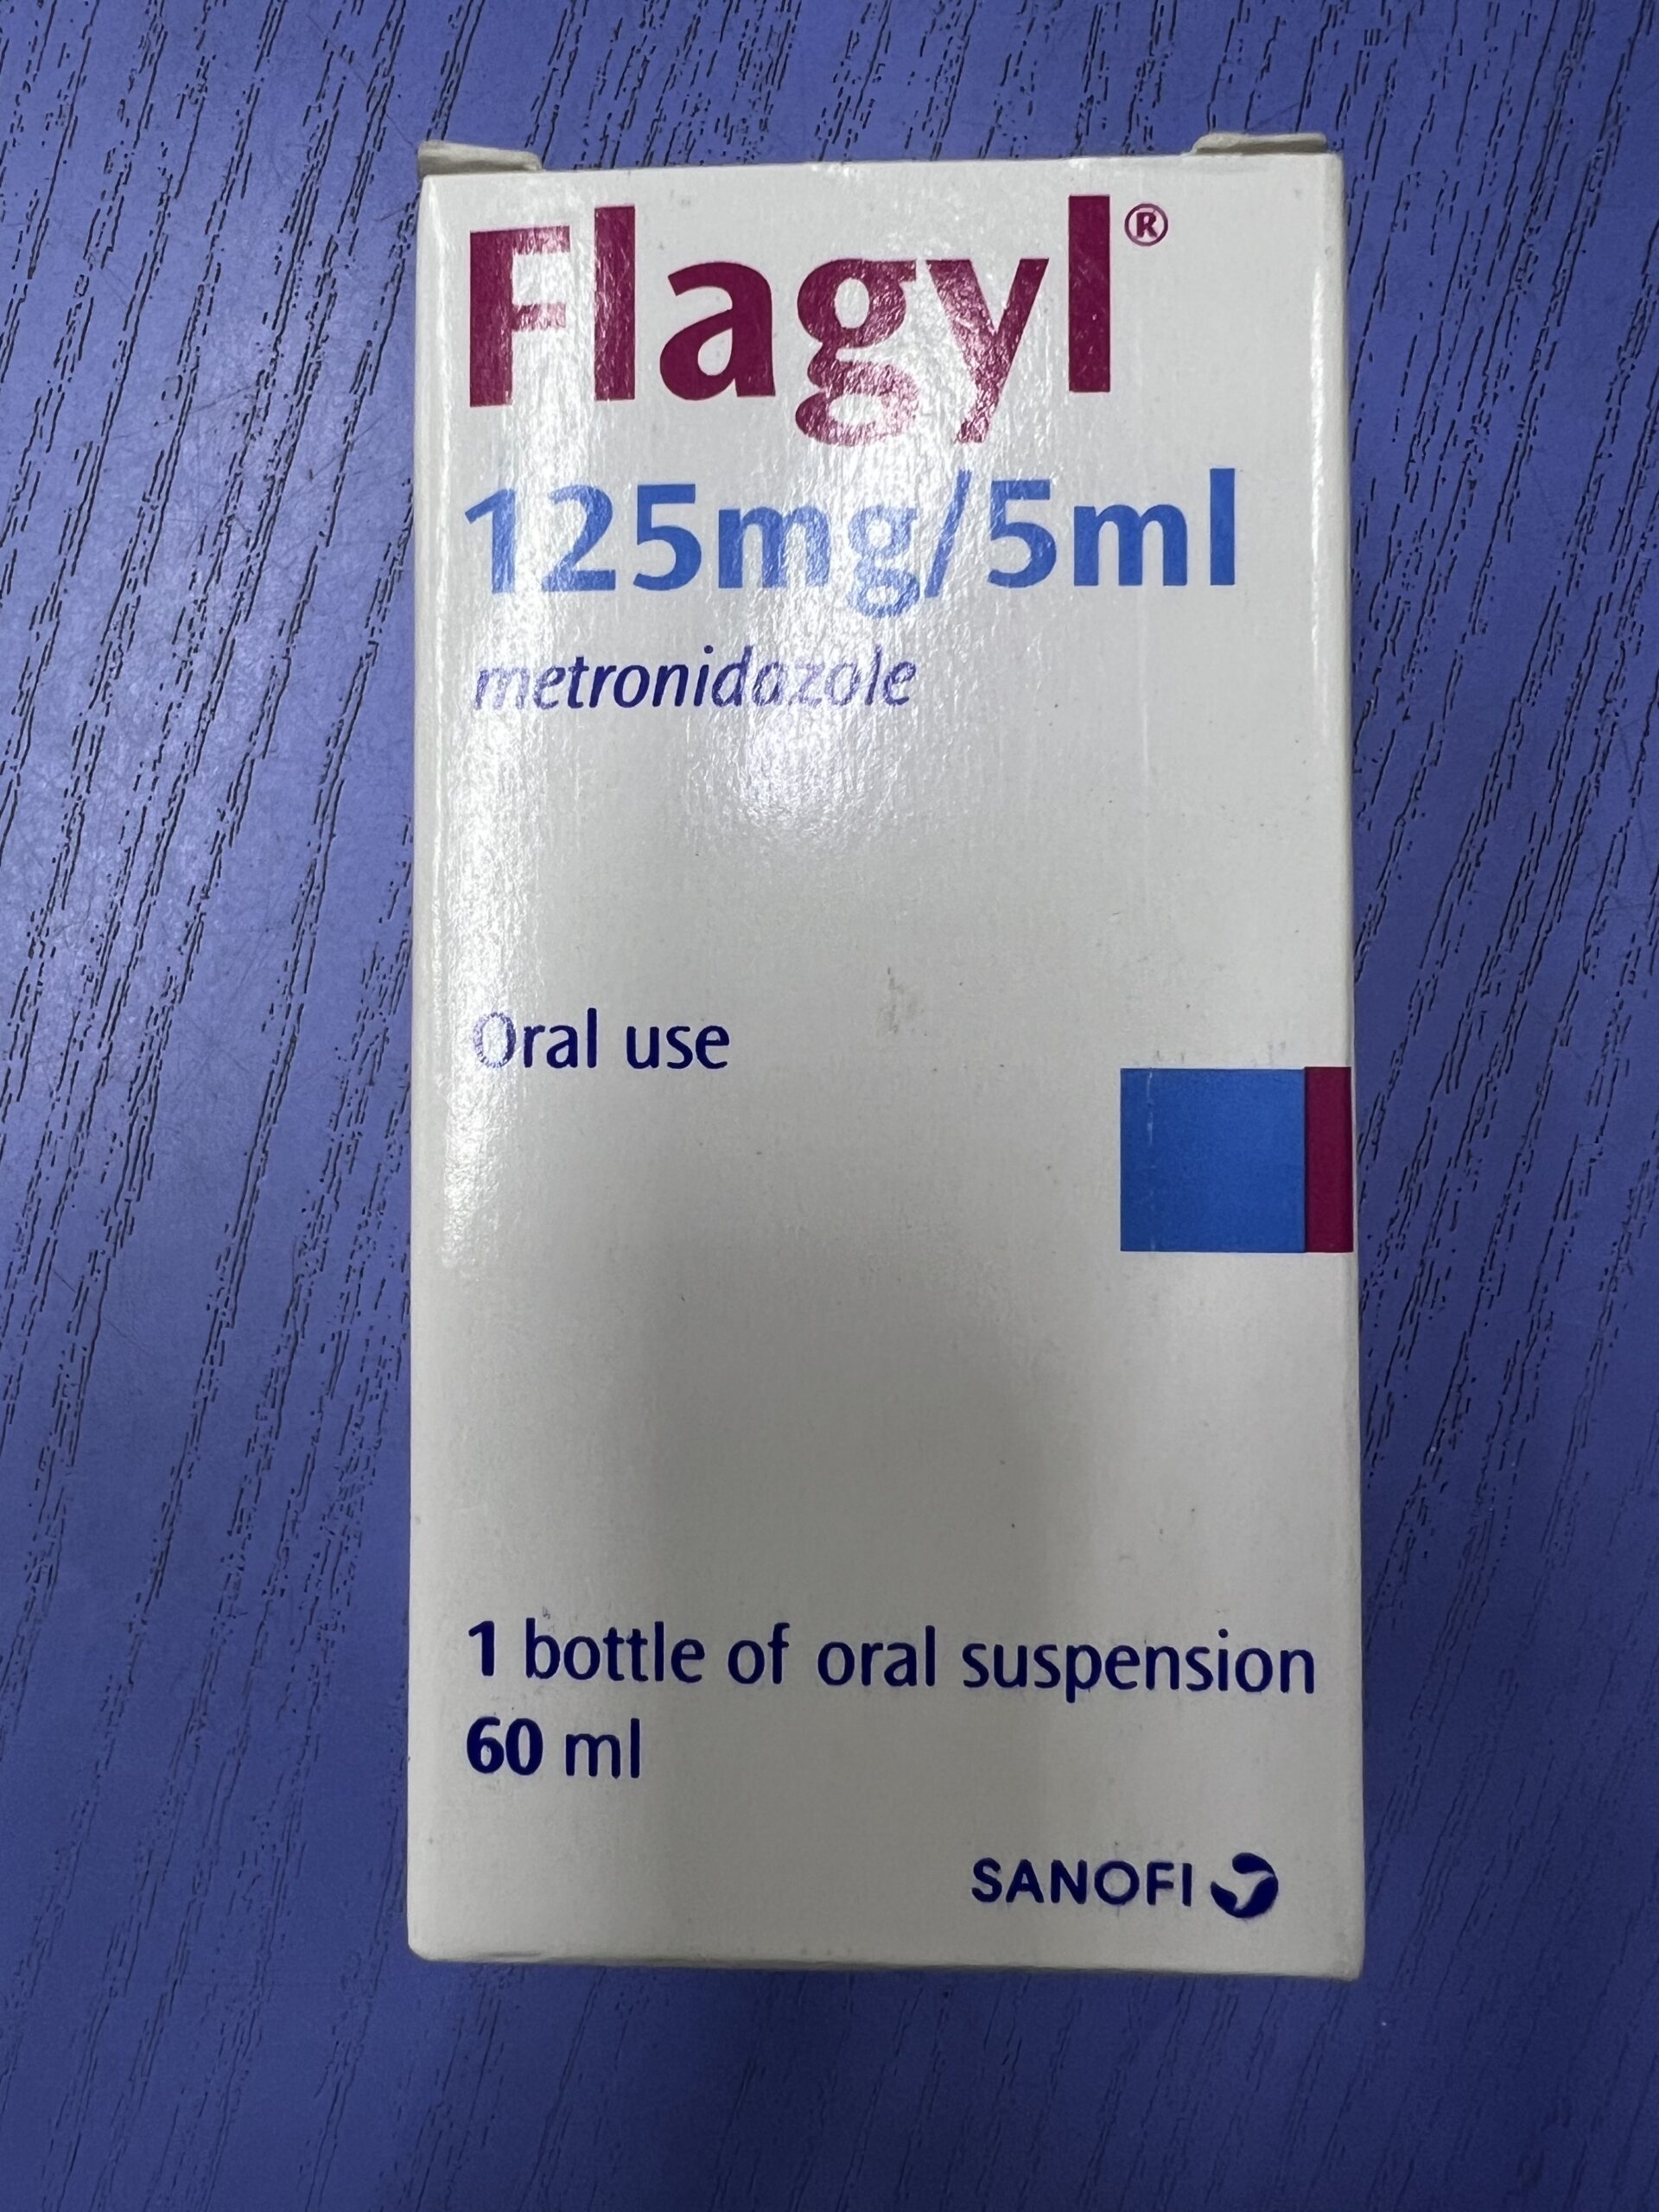 Flagyl®
125mg/5ml
metronidazole
Oral use
1 bottle of oral suspension
60 ml
SANOFI